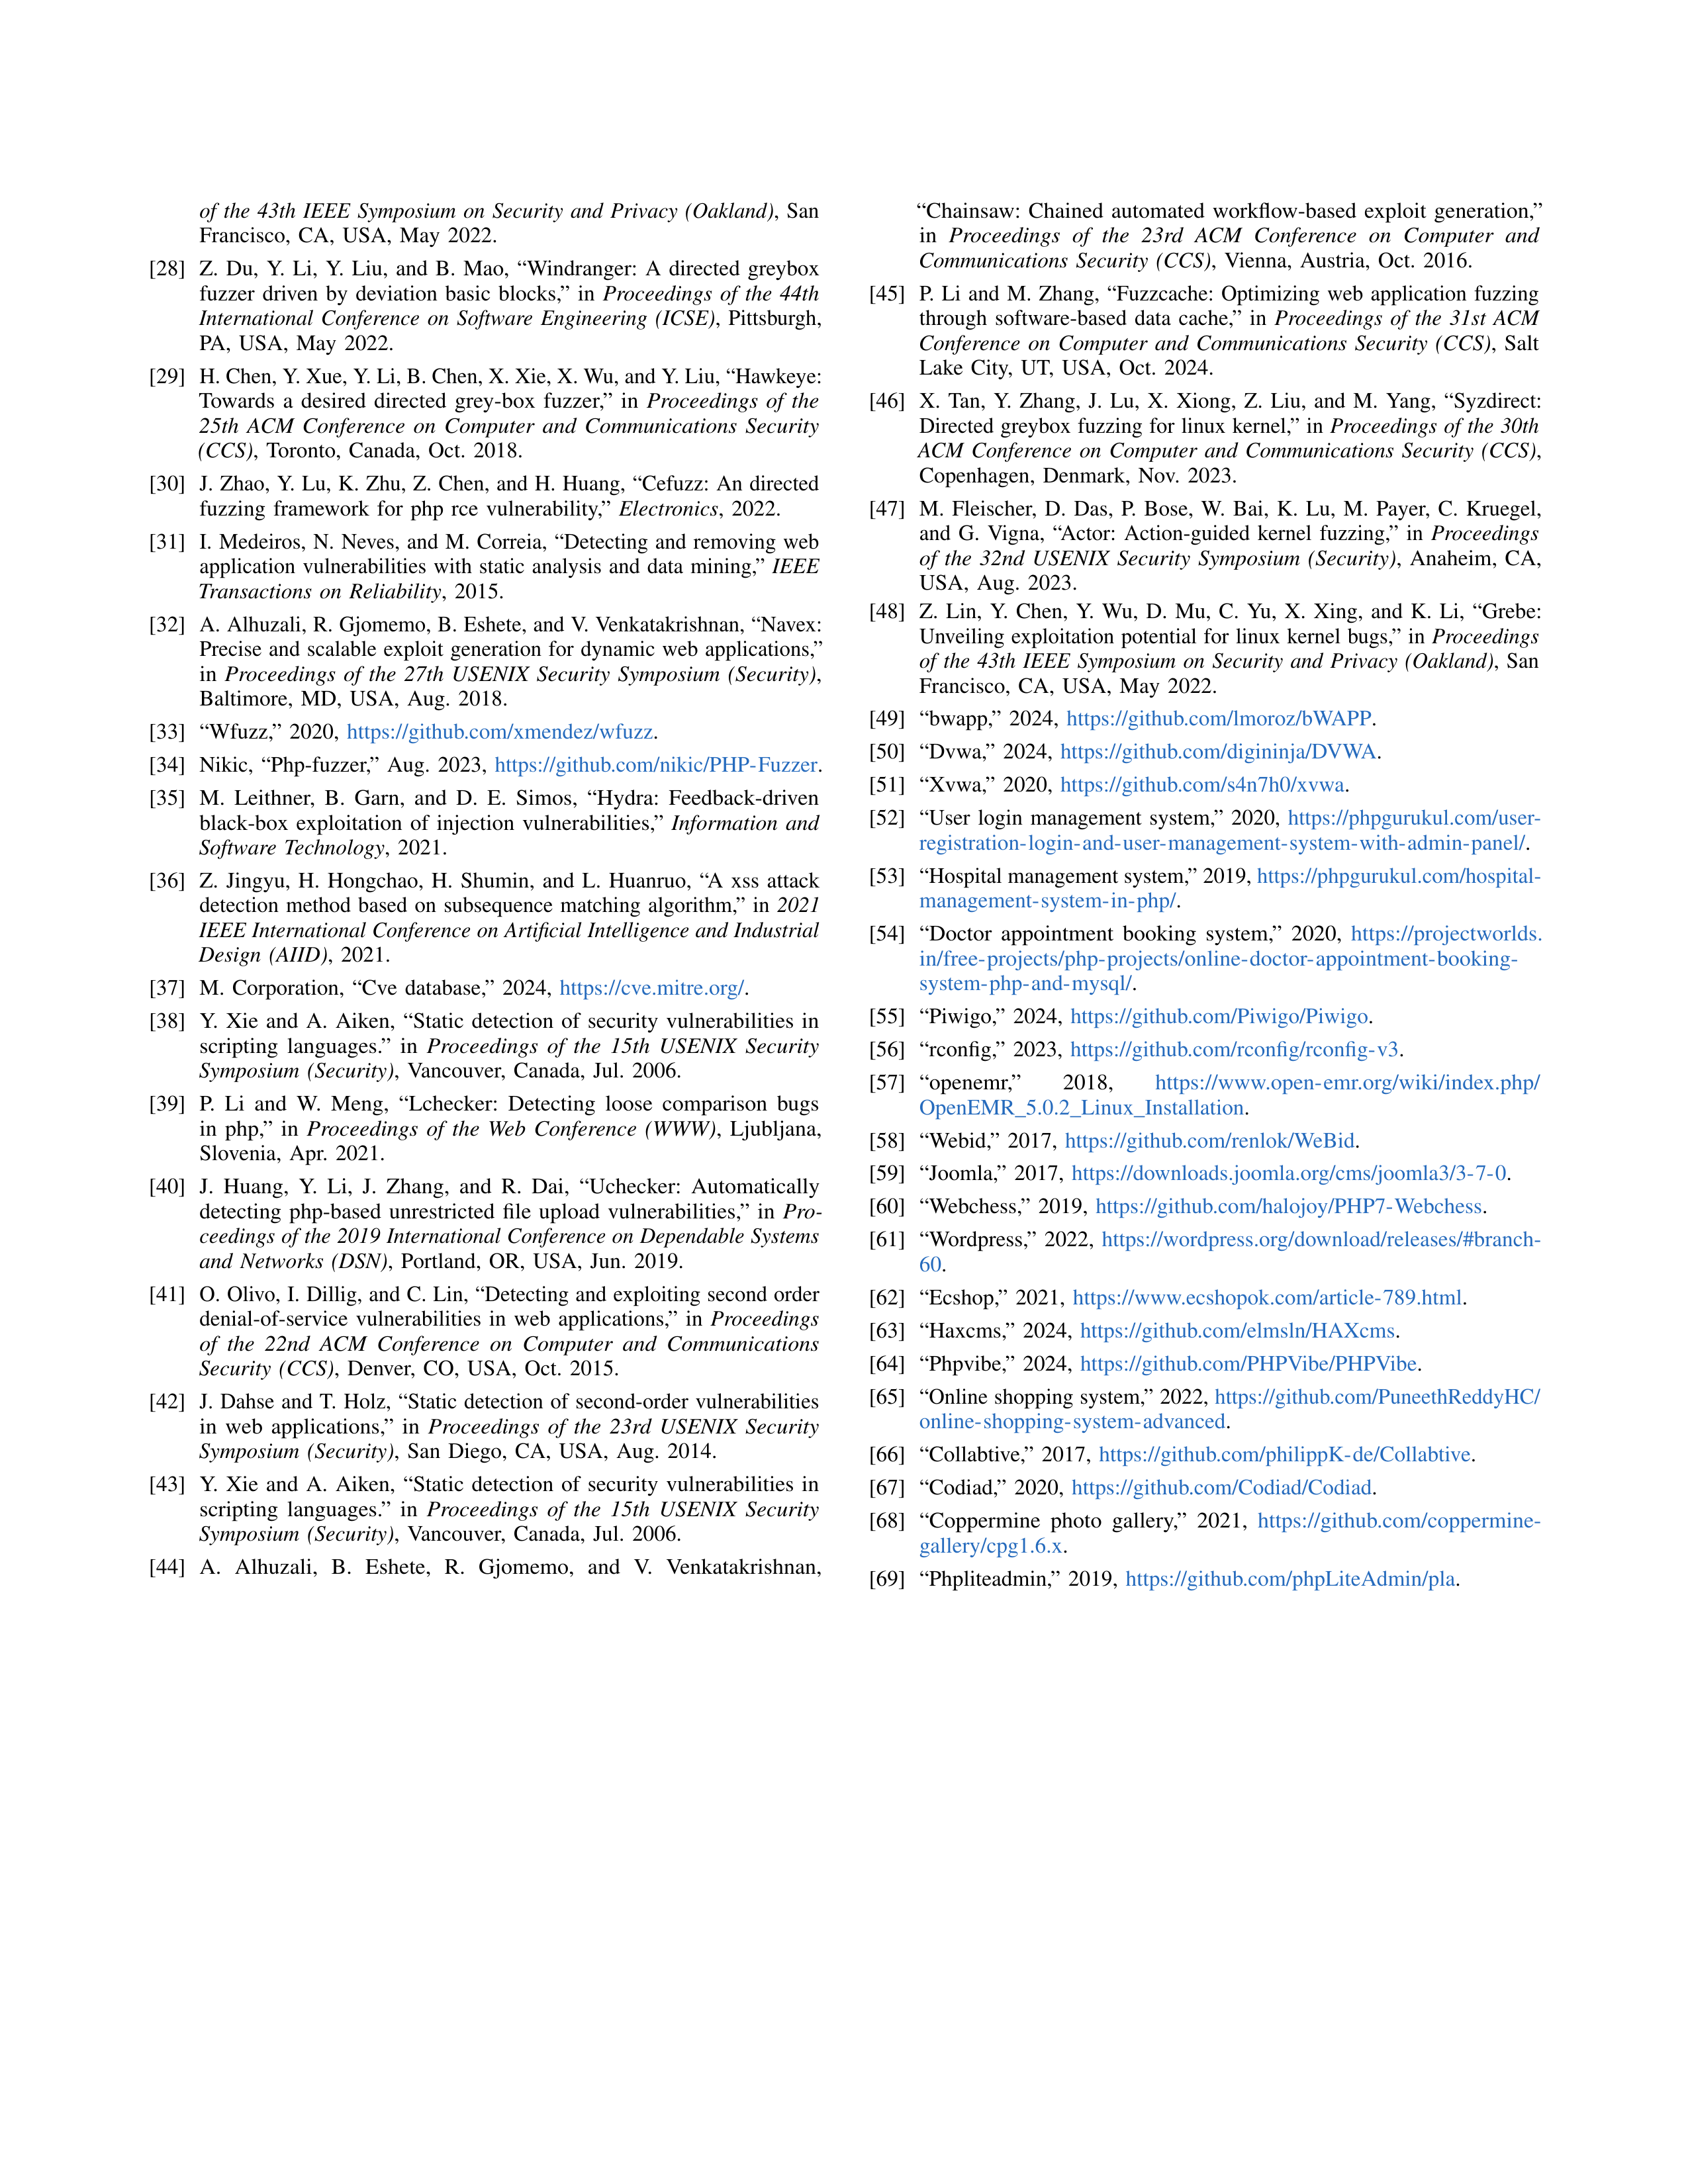 of the 43th IEEE Symposium on Security and Privacy (Oakland), San
Francisco, CA, USA, May 2022.
[28] Z. Du, Y. Li, Y. Liu, and B. Mao, “Windranger: A directed greybox
fuzzer driven by deviation basic blocks,” in Proceedings of the 44th
International Conference on Software Engineering (ICSE), Pittsburgh,
PA, USA, May 2022.
[29] H. Chen, Y. Xue, Y. Li, B. Chen, X. Xie, X. Wu, and Y. Liu, “Hawkeye:
Towards a desired directed grey-box fuzzer,” in Proceedings of the
25th ACM Conference on Computer and Communications Security
(CCS), Toronto, Canada, Oct. 2018.
[30] J. Zhao, Y. Lu, K. Zhu, Z. Chen, and H. Huang, “Cefuzz: An directed
fuzzing framework for php rce vulnerability,” Electronics, 2022.
[31] I. Medeiros, N. Neves, and M. Correia, “Detecting and removing web
application vulnerabilities with static analysis and data mining,” IEEE
Transactions on Reliability, 2015.
[32] A. Alhuzali, R. Gjomemo, B. Eshete, and V. Venkatakrishnan, “Navex:
Precise and scalable exploit generation for dynamic web applications,”
in Proceedings of the 27th USENIX Security Symposium (Security),
Baltimore, MD, USA, Aug. 2018.
[33] “Wfuzz,” 2020, https://github.com/xmendez/wfuzz.
[34] Nikic, “Php-fuzzer,” Aug. 2023, https://github.com/nikic/PHP-Fuzzer.
[35] M. Leithner, B. Garn, and D. E. Simos, “Hydra: Feedback-driven
black-box exploitation of injection vulnerabilities,” Information and
Software Technology, 2021.
[36] Z. Jingyu, H. Hongchao, H. Shumin, and L. Huanruo, “A xss attack
detection method based on subsequence matching algorithm,” in 2021
IEEE International Conference on Artificial Intelligence and Industrial
Design (AIID), 2021.
[37] M. Corporation, “Cve database,” 2024, https://cve.mitre.org/.
[38] Y. Xie and A. Aiken, “Static detection of security vulnerabilities in
scripting languages.” in Proceedings of the 15th USENIX Security
Symposium (Security), Vancouver, Canada, Jul. 2006.
[39] P. Li and W. Meng, “Lchecker: Detecting loose comparison bugs
in php,” in Proceedings of the Web Conference (WWW), Ljubljana,
Slovenia, Apr. 2021.
[40] J. Huang, Y. Li, J. Zhang, and R. Dai, “Uchecker: Automatically
detecting php-based unrestricted file upload vulnerabilities,” in Pro-
ceedings of the 2019 International Conference on Dependable Systems
and Networks (DSN), Portland, OR, USA, Jun. 2019.
[41] O. Olivo, I. Dillig, and C. Lin, “Detecting and exploiting second order
denial-of-service vulnerabilities in web applications,” in Proceedings
of the 22nd ACM Conference on Computer and Communications
Security (CCS), Denver, CO, USA, Oct. 2015.
[42] J. Dahse and T. Holz, “Static detection of second-order vulnerabilities
in web applications,” in Proceedings of the 23rd USENIX Security
Symposium (Security), San Diego, CA, USA, Aug. 2014.
[43] Y. Xie and A. Aiken, “Static detection of security vulnerabilities in
scripting languages.” in Proceedings of the 15th USENIX Security
Symposium (Security), Vancouver, Canada, Jul. 2006.
[44] A. Alhuzali, B. Eshete, R. Gjomemo, and V. Venkatakrishnan,
“Chainsaw: Chained automated workflow-based exploit generation,”
in Proceedings of the 23rd ACM Conference on Computer and
Communications Security (CCS), Vienna, Austria, Oct. 2016.
[45] P. Li and M. Zhang, “Fuzzcache: Optimizing web application fuzzing
through software-based data cache,” in Proceedings of the 31st ACM
Conference on Computer and Communications Security (CCS), Salt
Lake City, UT, USA, Oct. 2024.
[46] X. Tan, Y. Zhang, J. Lu, X. Xiong, Z. Liu, and M. Yang, “Syzdirect:
Directed greybox fuzzing for linux kernel,” in Proceedings of the 30th
ACM Conference on Computer and Communications Security (CCS),
Copenhagen, Denmark, Nov. 2023.
[47] M. Fleischer, D. Das, P. Bose, W. Bai, K. Lu, M. Payer, C. Kruegel,
and G. Vigna, “Actor: Action-guided kernel fuzzing,” in Proceedings
of the 32nd USENIX Security Symposium (Security), Anaheim, CA,
USA, Aug. 2023.
[48] Z. Lin, Y. Chen, Y. Wu, D. Mu, C. Yu, X. Xing, and K. Li, “Grebe:
Unveiling exploitation potential for linux kernel bugs,” in Proceedings
of the 43th IEEE Symposium on Security and Privacy (Oakland), San
Francisco, CA, USA, May 2022.
[49] “bwapp,” 2024, https://github.com/lmoroz/bWAPP.
[50] “Dvwa,” 2024, https://github.com/digininja/DVWA.
[51] “Xvwa,” 2020, https://github.com/s4n7h0/xvwa.
[52] “User login management system,” 2020, https://phpgurukul.com/user-
registration-login-and-user-management-system-with-admin-panel/.
[53] “Hospital management system,” 2019, https://phpgurukul.com/hospital-
management-system-in-php/.
[54] “Doctor appointment booking system,” 2020, https://projectworlds.
in/free-projects/php-projects/online-doctor-appointment-booking-
system-php-and-mysql/.
[55] “Piwigo,” 2024, https://github.com/Piwigo/Piwigo.
[56] “rconfig,” 2023, https://github.com/rconfig/rconfig-v3.
[57] “openemr,” 2018, https://www.open-emr.org/wiki/index.php/
OpenEMR_5.0.2_Linux_Installation.
[58] “Webid,” 2017, https://github.com/renlok/WeBid.
[59] “Joomla,” 2017, https://downloads.joomla.org/cms/joomla3/3-7-0.
[60] “Webchess,” 2019, https://github.com/halojoy/PHP7-Webchess.
[61] “Wordpress,” 2022, https://wordpress.org/download/releases/#branch-
60.
[62] “Ecshop,” 2021, https://www.ecshopok.com/article-789.html.
[63] “Haxcms,” 2024, https://github.com/elmsln/HAXcms.
[64] “Phpvibe,” 2024, https://github.com/PHPVibe/PHPVibe.
[65] “Online shopping system,” 2022, https://github.com/PuneethReddyHC/
online-shopping-system-advanced.
[66] “Collabtive,” 2017, https://github.com/philippK-de/Collabtive.
[67] “Codiad,” 2020, https://github.com/Codiad/Codiad.
[68] “Coppermine photo gallery,” 2021, https://github.com/coppermine-
gallery/cpg1.6.x.
[69] “Phpliteadmin,” 2019, https://github.com/phpLiteAdmin/pla.